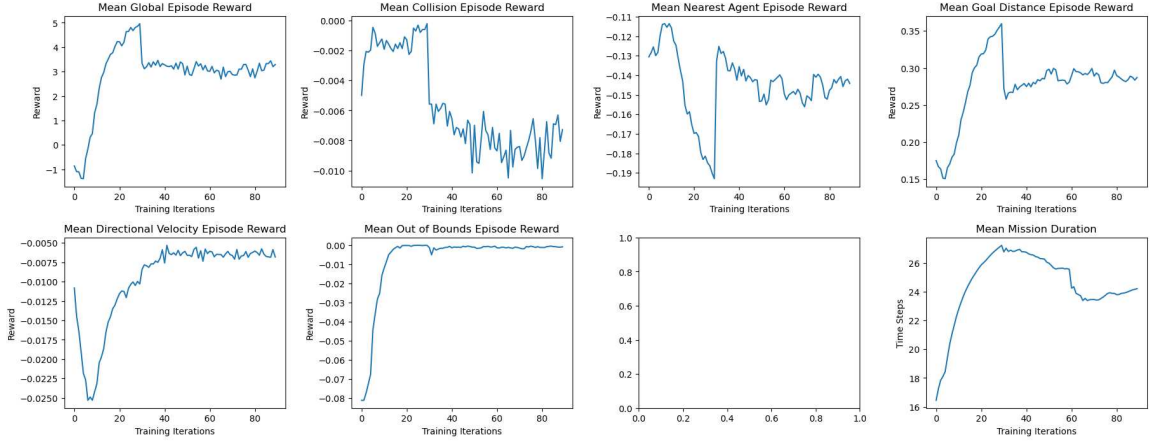 Mean Global Episode Reward
Reward
5
4
3
2
1
0
−1
0 20 40 60 80
Training Iterations
Mean Collision Episode Reward
Reward
0.000
−0.002
−0.004
−0.006
−0.008
−0.010
0 20 40 60 80
Training Iterations
Mean Nearest Agent Episode Reward
Reward
−0.11
−0.12
−0.13
−0.14
−0.15
−0.16
−0.17
−0.18
−0.19
0 20 40 60 80
Training Iterations
Mean Goal Distance Episode Reward
Reward
0.35
0.30
0.25
0.20
0.15
0 20 40 60 80
Training Iterations
Mean Directional Velocity Episode Reward
Reward
−0.0050
−0.0075
−0.0100
−0.0125
−0.0150
−0.0175
−0.0200
−0.0225
−0.0250
0 20 40 60 80
Training Iterations
Mean Out of Bounds Episode Reward
Reward
0.00
−0.01
−0.02
−0.03
−0.04
−0.05
−0.06
−0.07
−0.08
0 20 40 60 80
Training Iterations
1.0
0.8
0.6
0.4
0.2
0.0
0.0 0.2 0.4 0.6 0.8 1.0
Mean Mission Duration
Time Steps
26
24
22
20
18
16
0 20 40 60 80
Training Iterations